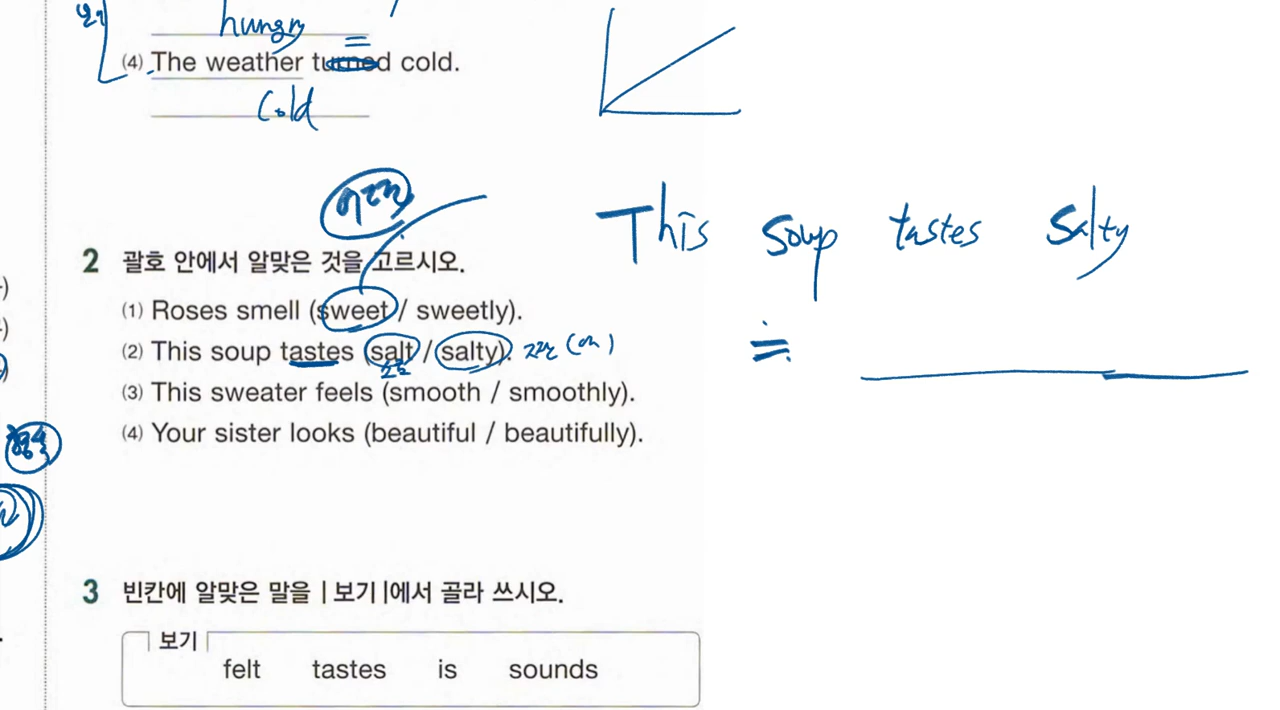 hungry
(4) The weather turned cold.
cold
2 괄호 안에서 알맞은 것을 고르시오.
(1) Roses smell (sweet / sweetly).
(2) This soup tastes (salt / salty).
(3) This sweater feels (smooth / smoothly).
(4) Your sister looks (beautiful / beautifully).
This soup tastes salty
≒
3 빈칸에 알맞은 말을 | 보기 |에서 골라 쓰시오.
보기
felt tastes is sounds